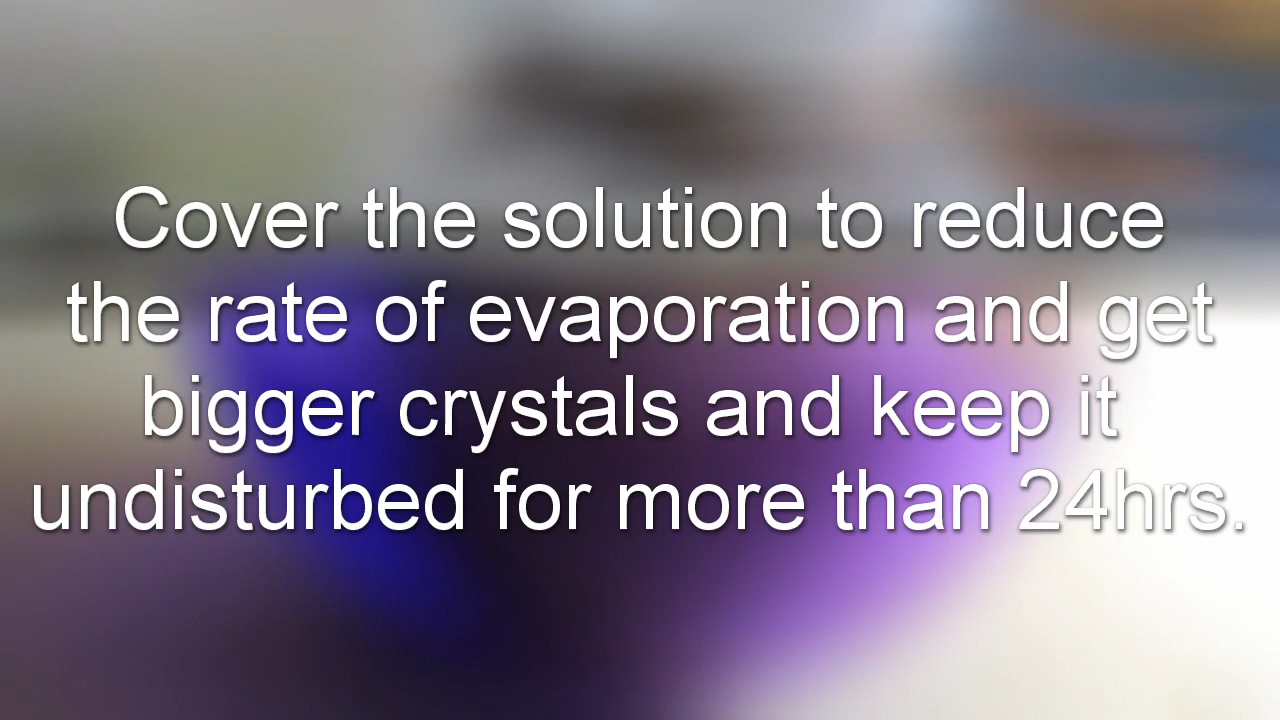 Cover the solution to reduce
the rate of evaporation and get
bigger crystals and keep it
undisturbed for more than 24hrs.